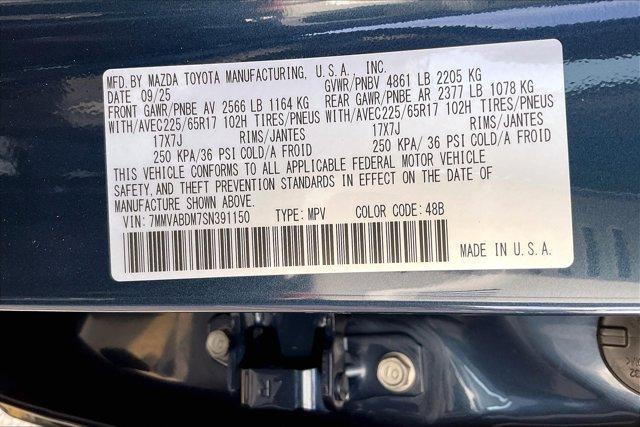 MFD. BY MAZDA TOYOTA MANUFACTURING, U.S.A. INC.
DATE 09/25 GVWR/PNBV 4861 LB 2205 KG
FRONT GAWR/PNBE AV 2566 LB 1164 KG REAR GAWR/PNBE AR 2377 LB 1078 KG
WITH/AVEC225/65R17 102H TIRES/PNEUS WITH/AVEC225/65R17 102H TIRES/PNEUS
17X7J RIMS/JANTES 17X7J RIMS/JANTES
250 KPA/36 PSI COLD/A FROID 250 KPA/36 PSI COLD/A FROID
THIS VEHICLE CONFORMS TO ALL APPLICABLE FEDERAL MOTOR VEHICLE
SAFETY, AND THEFT PREVENTION STANDARDS IN EFFECT ON THE DATE OF
MANUFACTURE SHOWN ABOVE.
VIN: 7MMVABDM7SN391150 TYPE: MPV COLOR CODE: 48B
MADE IN U.S.A.